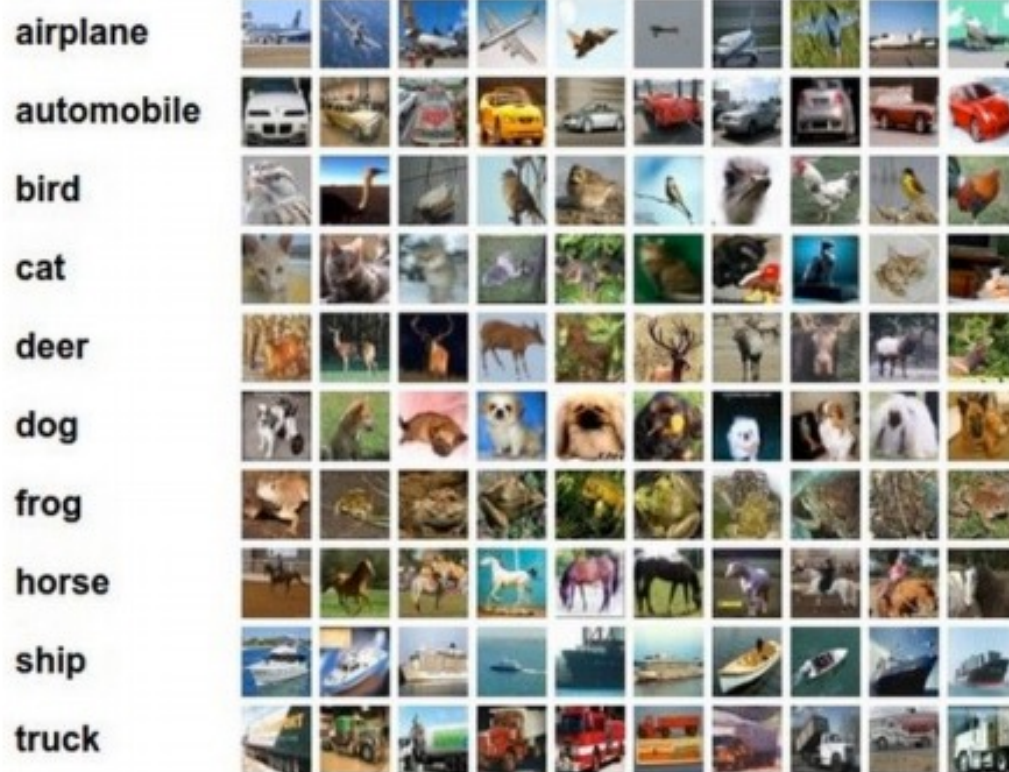 airplane
automobile
bird
cat
deer
dog
frog
horse
ship
truck